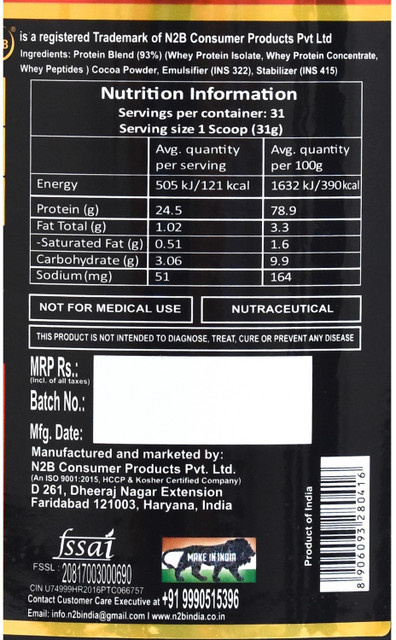 B
is a registered Trademark of N2B Consumer Products Pvt Ltd
Ingredients: Protein Blend (93%) (Whey Protein Isolate, Whey Protein Concentrate,
Whey Peptides ) Cocoa Powder, Emulsifier (INS 322), Stabilizer (INS 415)
Nutrition Information
Servings per container: 31
Serving size 1 Scoop (31g)
Avg. quantity per serving Avg. quantity per 100g
Energy 505 kJ/121 kcal 1632 kJ/390kcal
Protein (g) 24.5 78.9
Fat Total (g) 1.02 3.3
-Saturated Fat (g) 0.51 1.6
Carbohydrate (g) 3.06 9.9
Sodium (mg) 51 164
NOT FOR MEDICAL USE NUTRACEUTICAL
THIS PRODUCT IS NOT INTENDED TO DIAGNOSE, TREAT, CURE OR PREVENT ANY DISEASE
MRP Rs.:
(Incl. of all taxes)
Batch No.:
Mfg. Date:
Manufactured and marketed by:
N2B Consumer Products Pvt. Ltd.
(An ISO 9001:2015, HCCP & Kosher Certified Company)
D 261, Dheeraj Nagar Extension
Faridabad 121003, Haryana, India
Product of India
8 906093 280416
fssai
MAKE IN INDIA
FSSL : 20817003000690
CIN U74999HR2016PTC066757
Contact Customer Care Executive at +91 9990515396
Email: info.n2bindia@gmail.com I www.n2bindia.co.in